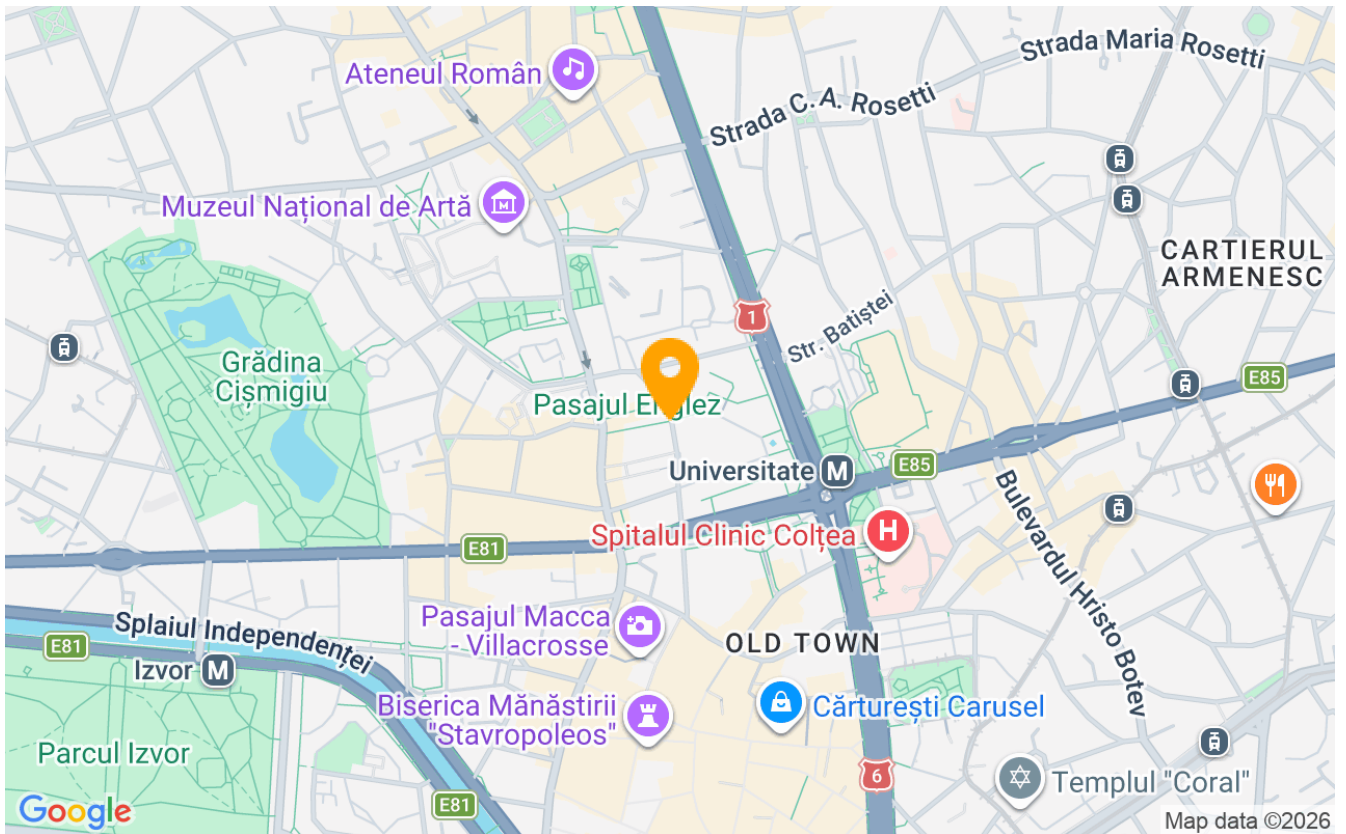 Strada Maria Rosetti
Ateneul Român
Strada C. A. Rosetti
Muzeul Național de Artă
CARTIERUL
ARMENESC
1
Str. Batiștei
Grădina
Cișmigiu
E85
Pasajul Englez
Universitate M
E85
Bulevardul Hristo Botev
E81
Spitalul Clinic Colțea H
Splaiul Independenței
Pasajul Macca
- Villacrosse
OLD TOWN
E81
Izvor M
Biserica Mănăstirii
"Stavropoleos"
Cărturești Carusel
Parcul Izvor
6
Templul "Coral"
E81
Google
Map data ©2026